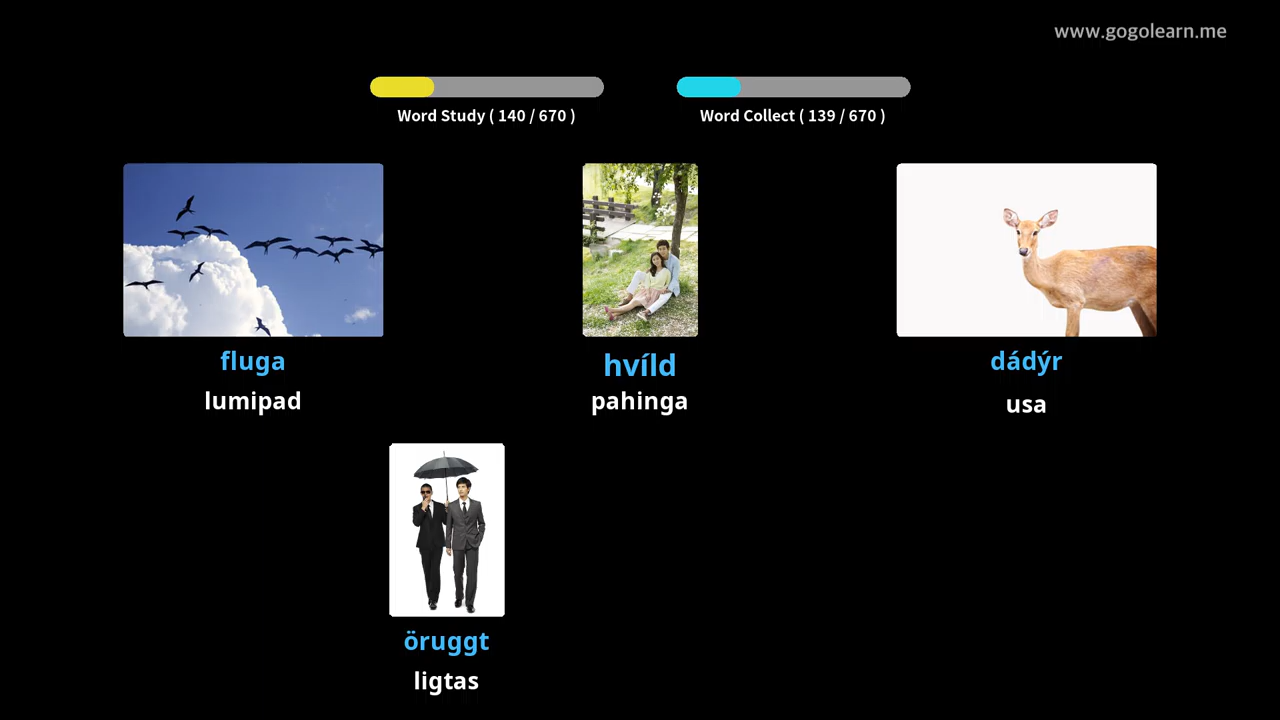 www.gogolearn.me
Word Study ( 140 / 670 )
Word Collect ( 139 / 670 )
fluga
lumipad
hvíld
pahinga
dádýr
usa
öruggt
ligtas